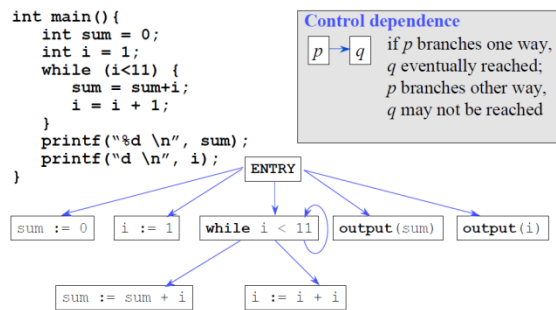 int main(){
int sum = 0;
int i = 1;
while (i<11) {
sum = sum+i;
i = i + 1;
}
printf(“%d \n”, sum);
printf(“d \n”, i);
}
Control dependence
p q if p branches one way,
q eventually reached;
p branches other way,
q may not be reached
ENTRY
sum := 0 i := 1 while i < 11 output(sum) output(i)
sum := sum + i i := i + i